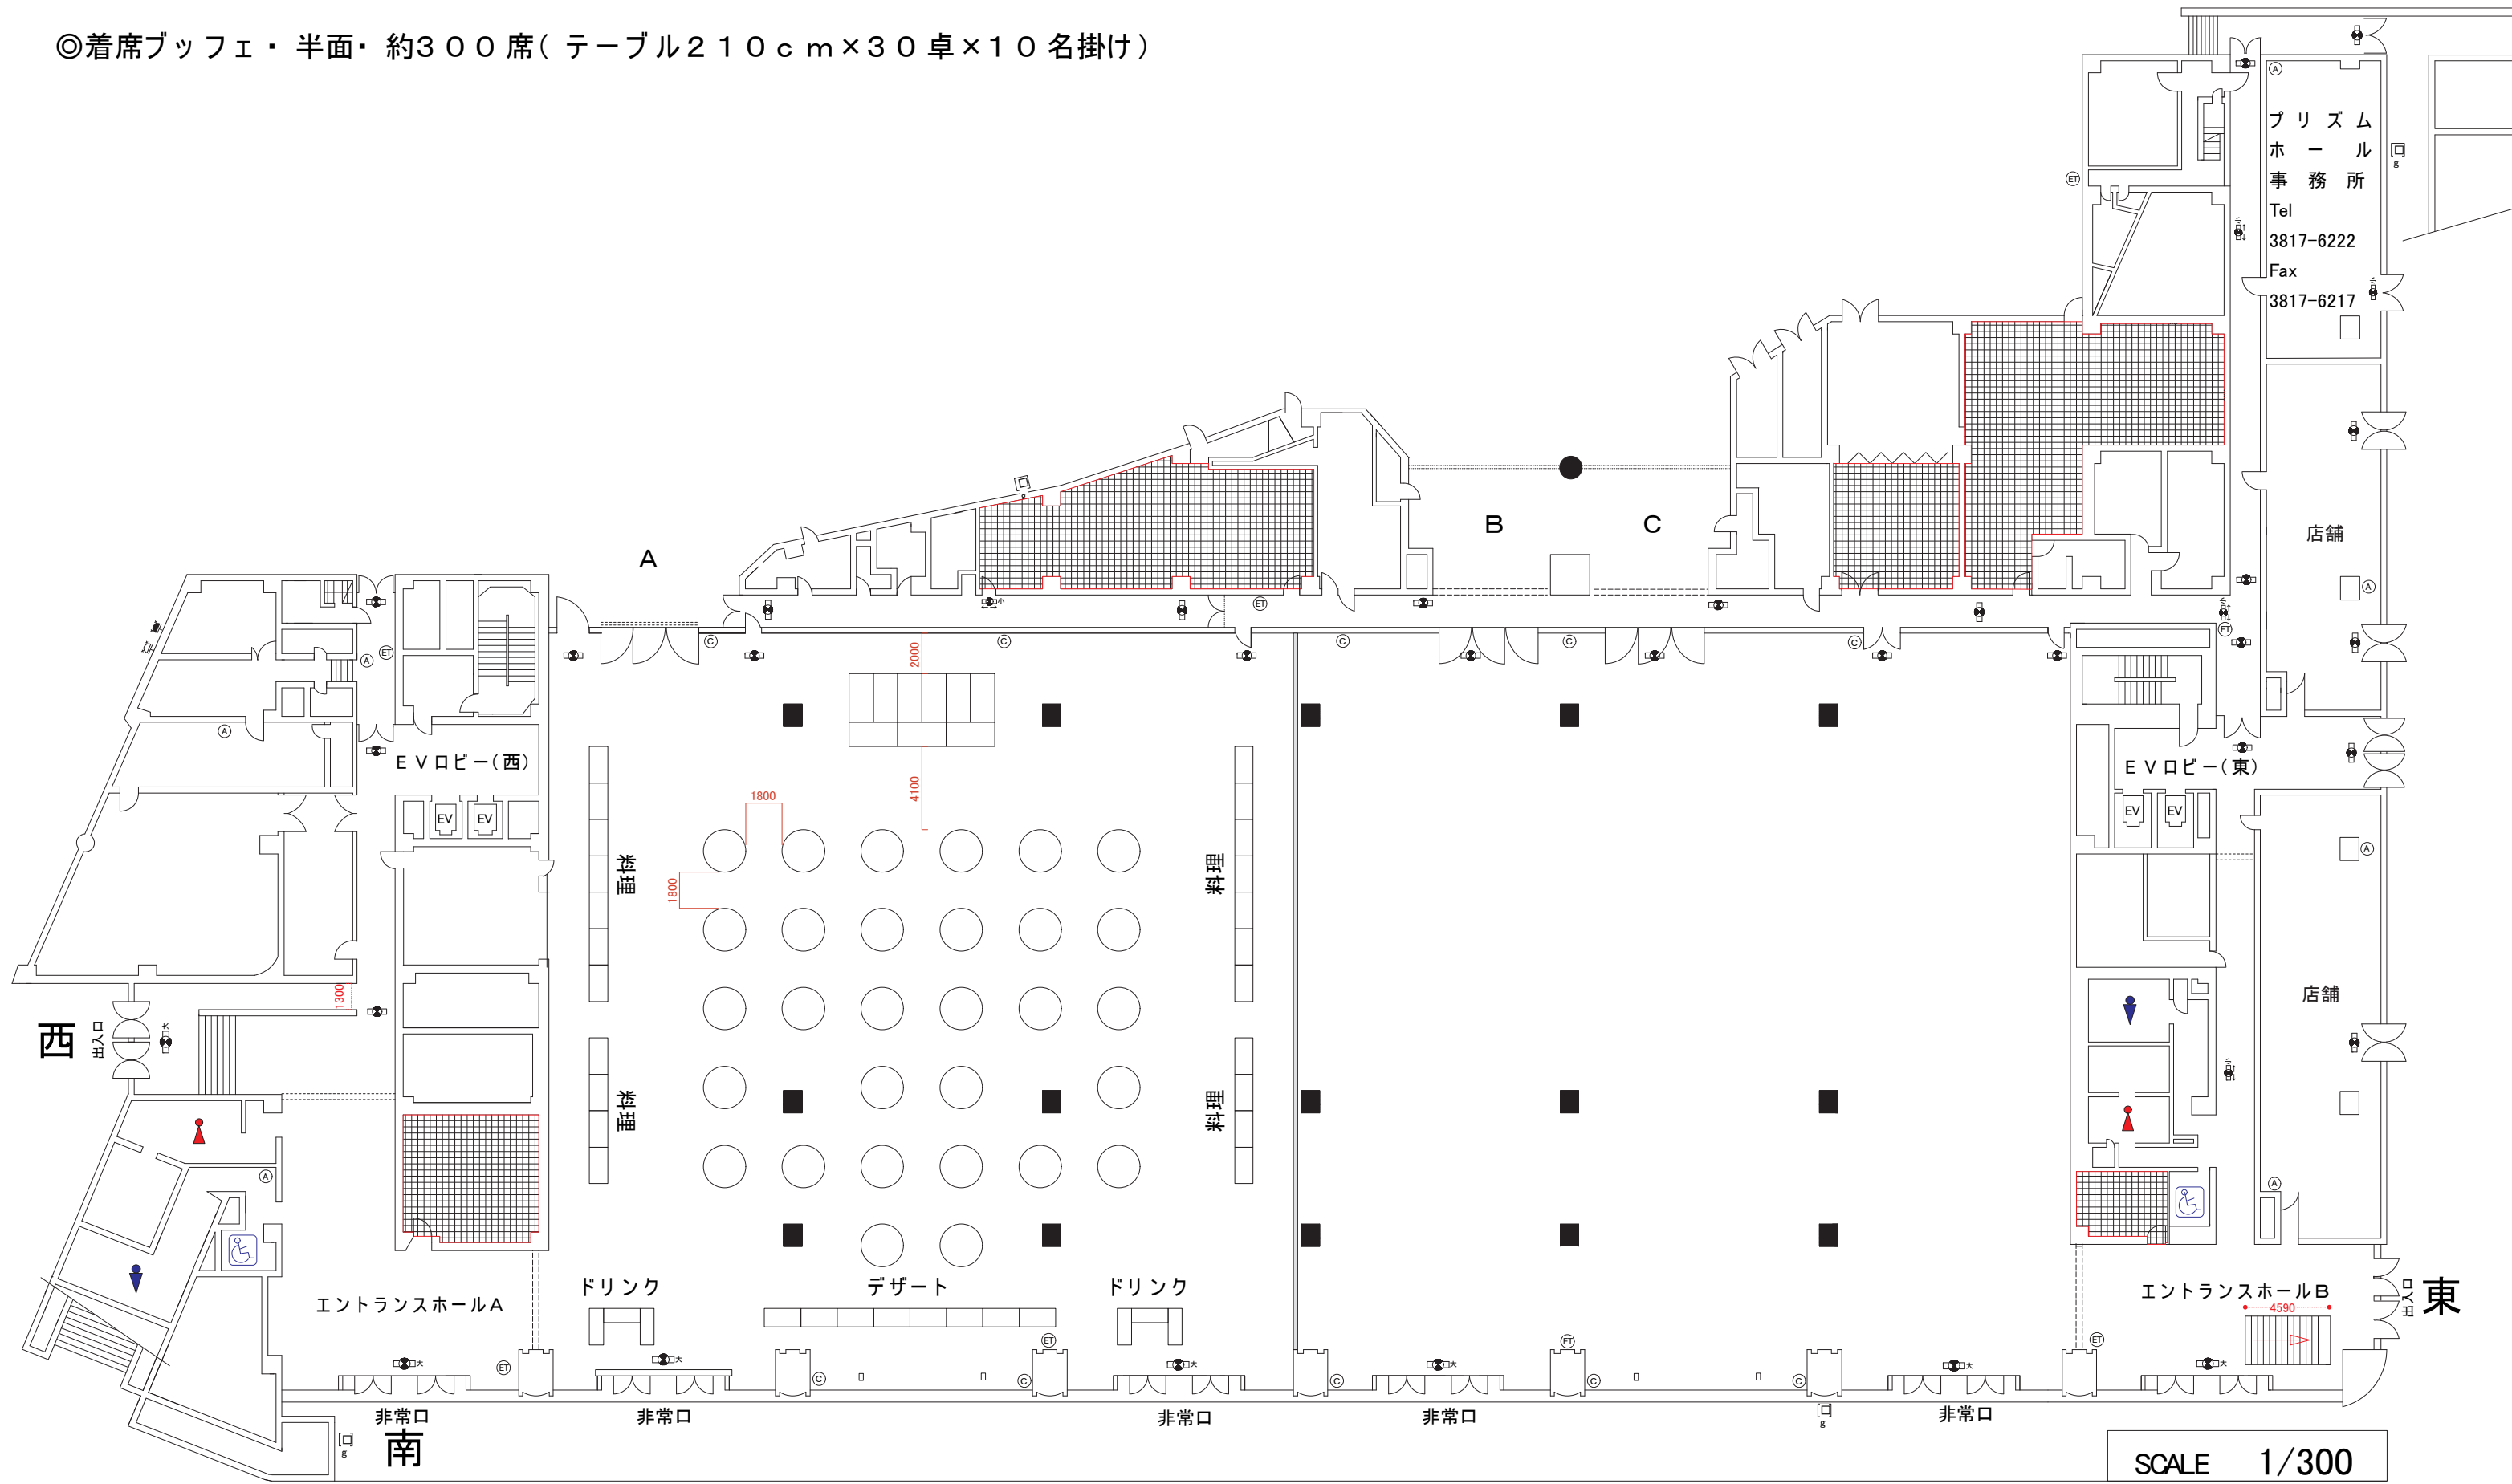 ◎着席ブッフェ・半面・約３００席(テーブル２１０ｃｍ×３０卓×１０名掛け)
プリズム
ホール
事務所
Tel
3817-6222
Fax
3817-6217
店舗
A
B
C
2000
4100
1800
1800
1300
ＥＶロビー(西)
EV
EV
ＥＶロビー(東)
EV
EV
料理
料理
料理
料理
店舗
西
出入口
エントランスホールＡ
ドリンク
デザート
ドリンク
エントランスホールＢ
4590
出入口
東
非常口
非常口
非常口
非常口
非常口
南
SCALE 1/300